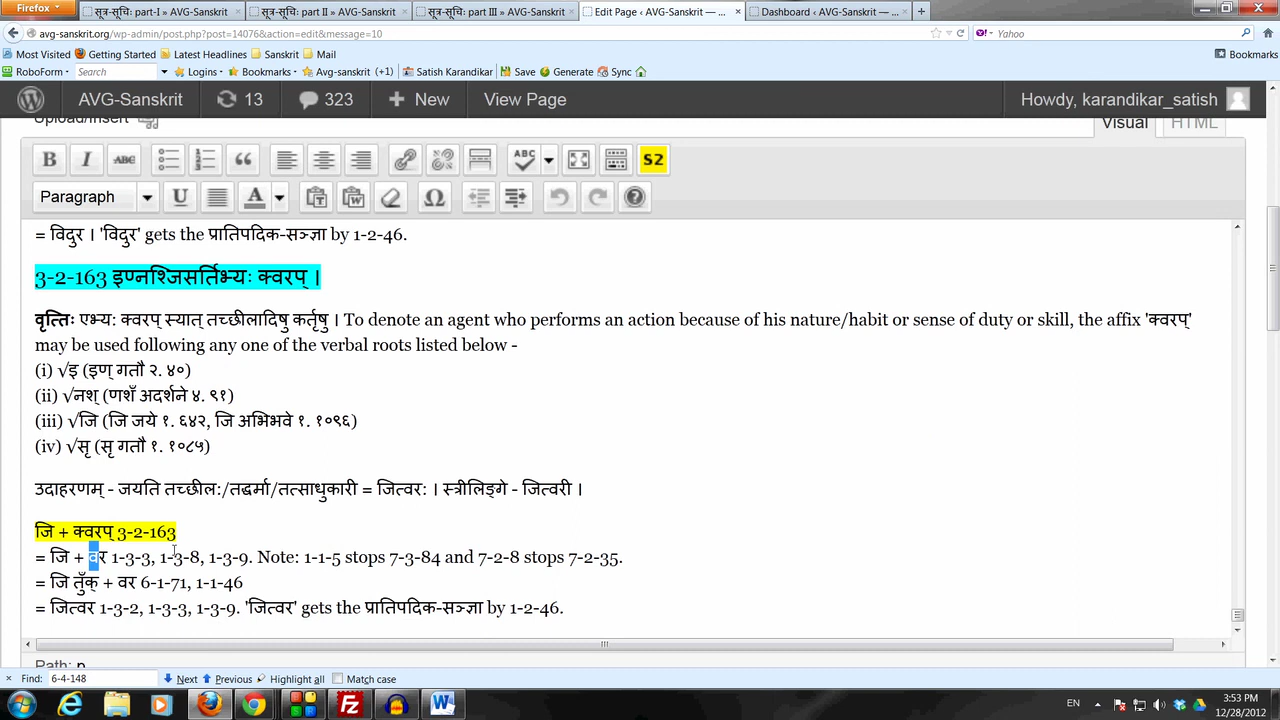 Firefox
सूत्र-सूचिः part-I » AVG-Sanskrit
सूत्र-सूचिः part II » AVG-Sanskrit
सूत्र-सूचिः part III » AVG-Sanskrit
Edit Page ‹ AVG-Sanskrit — ...
Dashboard ‹ AVG-Sanskrit — ...
avg-sanskrit.org/wp-admin/post.php?post=14076&action=edit&message=10
Yahoo
Most Visited Getting Started Latest Headlines Sanskrit Mail
Bookmarks
RoboForm Search Logins Bookmarks Avg-sanskrit (+1) Satish Karandikar Save Generate Sync
AVG-Sanskrit 13 323 New View Page
Howdy, karandikar_satish
Upload/Insert
Visual HTML
B I ABC ABC S2
Paragraph U A Ω
= विदुर । 'विदुर' gets the प्रातिपदिक-सञ्ज्ञा by 1-2-46.
3-2-163 इण्नश्जिसर्तिभ्यः क्वरप्‌ ।
वृत्तिः एभ्य: क्वरप् स्यात् तच्छीलादिषु कर्तृषु । To denote an agent who performs an action because of his nature/habit or sense of duty or skill, the affix 'क्वरप्'
may be used following any one of the verbal roots listed below -
(i) √इ (इण् गतौ २. ४०)
(ii) √नश् (णशँ अदर्शने ४. ९१)
(iii) √जि (जि जये १. ६४२, जि अभिभवे १. १०९६)
(iv) √सृ (सृ गतौ १. १०८५)
उदाहरणम् - जयति तच्छील:/तद्धर्मा/तत्साधुकारी = जित्वर: । स्त्रीलिङ्गे - जित्वरी ।
जि + क्वरप् 3-2-163
= जि + वर 1-3-3, 1-3-8, 1-3-9. Note: 1-1-5 stops 7-3-84 and 7-2-8 stops 7-2-35.
= जि तुँक् + वर 6-1-71, 1-1-46
= जित्वर 1-3-2, 1-3-3, 1-3-9. 'जित्वर' gets the प्रातिपदिक-सञ्ज्ञा by 1-2-46.
Path: p
Find: 6-4-148 Next Previous Highlight all Match case
EN
3:53 PM
12/28/2012